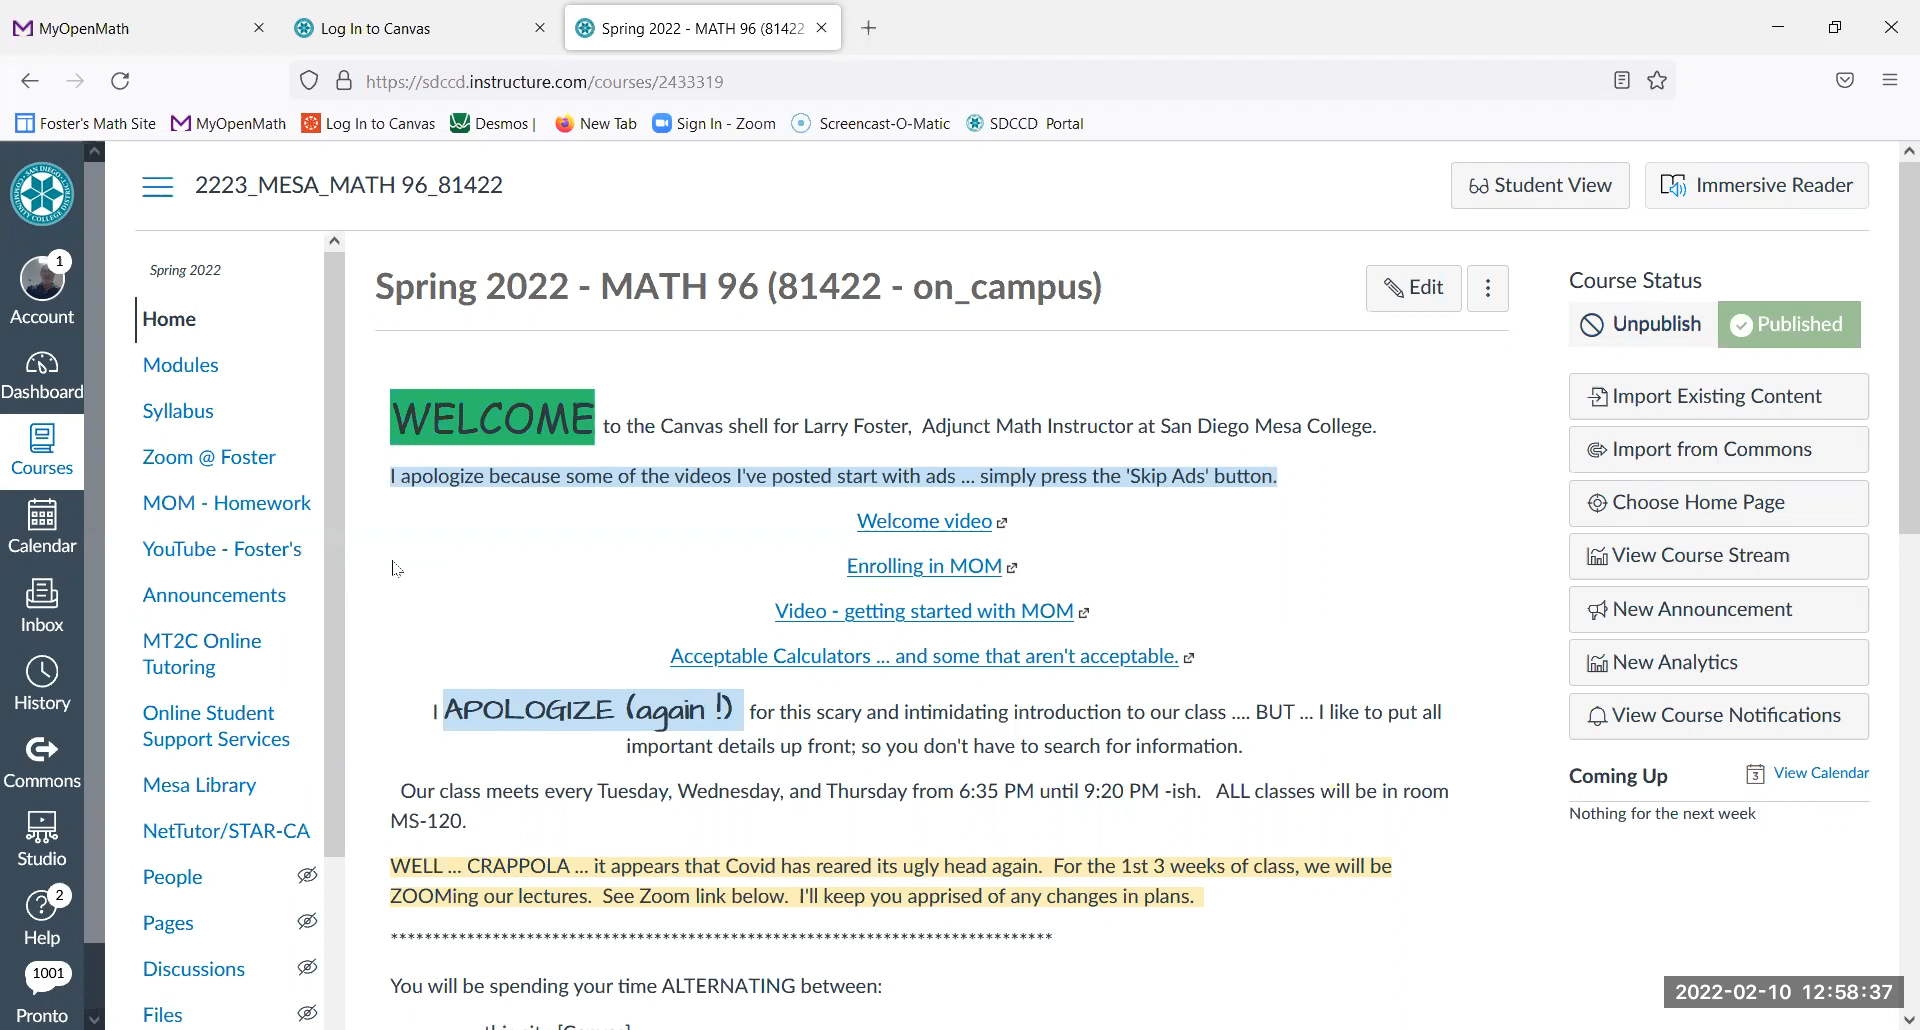 MyOpenMath
Log In to Canvas
Spring 2022 - MATH 96 (81422
https://sdccd.instructure.com/courses/2433319
Foster's Math Site
MyOpenMath
Log In to Canvas
Desmos |
New Tab
Sign In - Zoom
Screencast-O-Matic
SDCCD Portal
2223_MESA_MATH 96_81422
Student View
Immersive Reader
1
Account
Dashboard
Courses
Calendar
Inbox
History
Commons
Studio
2
Help
1001
Pronto
Spring 2022
Home
Modules
Syllabus
Zoom @ Foster
MOM - Homework
YouTube - Foster's
Announcements
MT2C Online
Tutoring
Online Student
Support Services
Mesa Library
NetTutor/STAR-CA
People
Pages
Discussions
Files
Spring 2022 - MATH 96 (81422 - on_campus)
Edit
WELCOME to the Canvas shell for Larry Foster, Adjunct Math Instructor at San Diego Mesa College.
I apologize because some of the videos I've posted start with ads ... simply press the 'Skip Ads' button.
Welcome video
Enrolling in MOM
Video - getting started with MOM
Acceptable Calculators ... and some that aren't acceptable.
I APOLOGIZE (again !) for this scary and intimidating introduction to our class .... BUT ... I like to put all
important details up front; so you don't have to search for information.
Our class meets every Tuesday, Wednesday, and Thursday from 6:35 PM until 9:20 PM -ish. ALL classes will be in room
MS-120.
WELL ... CRAPPOLA ... it appears that Covid has reared its ugly head again. For the 1st 3 weeks of class, we will be
ZOOMing our lectures. See Zoom link below. I'll keep you apprised of any changes in plans.
******************************************************************************
You will be spending your time ALTERNATING between:
Course Status
Unpublish
Published
Import Existing Content
Import from Commons
Choose Home Page
View Course Stream
New Announcement
New Analytics
View Course Notifications
Coming Up
3
View Calendar
Nothing for the next week
2022-02-10 12:58:37